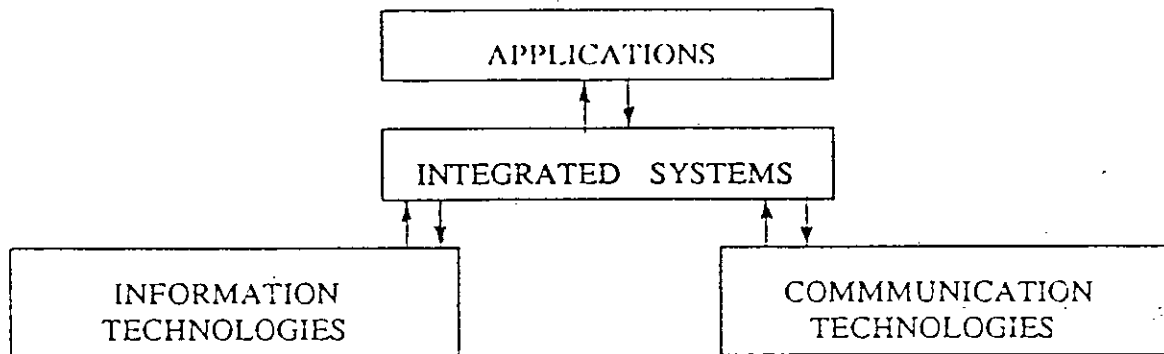 APPLICATIONS
INTEGRATED SYSTEMS
INFORMATION
TECHNOLOGIES
COMMMUNICATION
TECHNOLOGIES